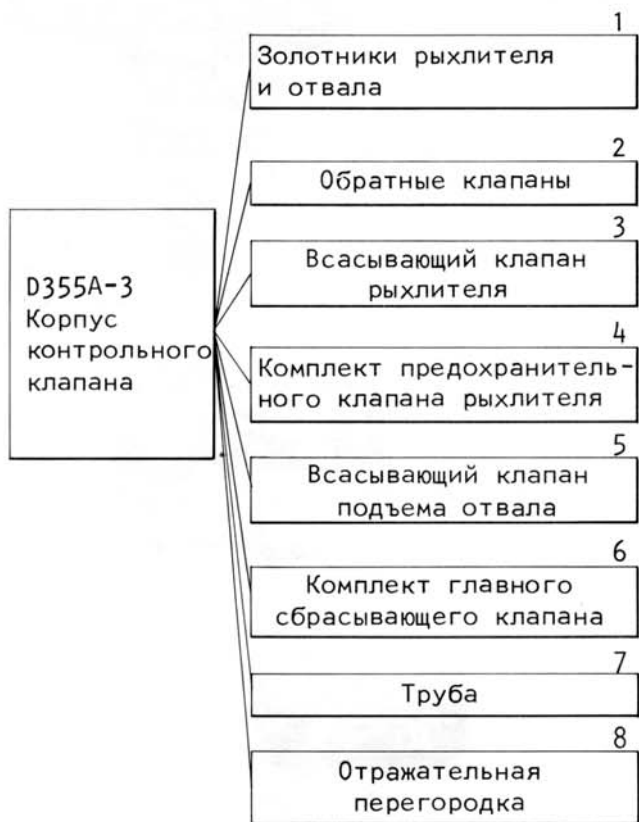 1
Золотники рыхлителя
и отвала
2
Обратные клапаны
3
Всасывающий клапан
рыхлителя
D355A-3
Корпус
контрольного
клапана
4
Комплект предохранитель-
ного клапана рыхлителя
5
Всасывающий клапан
подъема отвала
6
Комплект главного
сбрасывающего клапана
7
Труба
8
Отражательная
перегородка